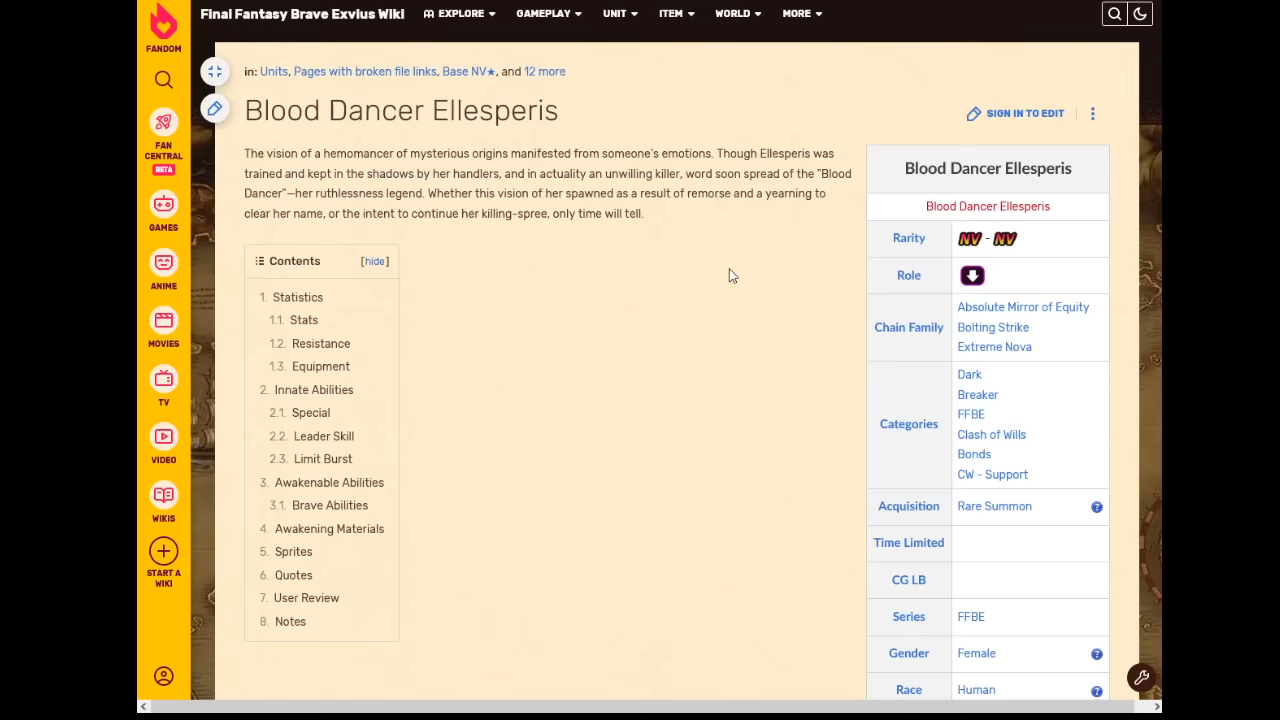 Final Fantasy Brave Exvius Wiki
EXPLORE
GAMEPLAY
UNIT
ITEM
WORLD
MORE
FANDOM
FAN
CENTRAL
BETA
GAMES
ANIME
MOVIES
TV
VIDEO
WIKIS
START A
WIKI
in: Units, Pages with broken file links, Base NV★, and 12 more
Blood Dancer Ellesperis
SIGN IN TO EDIT
The vision of a hemomancer of mysterious origins manifested from someone's emotions. Though Ellesperis was
trained and kept in the shadows by her handlers, and in actuality an unwilling killer, word soon spread of the "Blood
Dancer"—her ruthlessness legend. Whether this vision of her spawned as a result of remorse and a yearning to
clear her name, or the intent to continue her killing-spree, only time will tell.
Contents [hide]
1. Statistics
1.1. Stats
1.2. Resistance
1.3. Equipment
2. Innate Abilities
2.1. Special
2.2. Leader Skill
2.3. Limit Burst
3. Awakenable Abilities
3.1. Brave Abilities
4. Awakening Materials
5. Sprites
6. Quotes
7. User Review
8. Notes
Blood Dancer Ellesperis
Blood Dancer Ellesperis
Rarity NV - NV
Role
Chain Family
Absolute Mirror of Equity
Bolting Strike
Extreme Nova
Categories
Dark
Breaker
FFBE
Clash of Wills
Bonds
CW - Support
Acquisition Rare Summon ?
Time Limited
CG LB
Series FFBE
Gender Female ?
Race Human ?